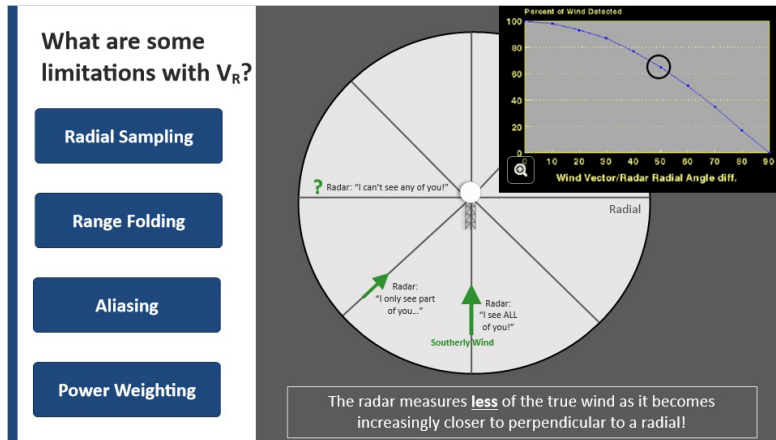 What are some
limitations with VR?
Radial Sampling
Range Folding
Aliasing
Power Weighting
Percent of Wind Detected
100
80
60
40
20
0
10 20 30 40 50 60 70 80 90
Wind Vector/Radar Radial Angle diff.
? Radar: “I can’t see any of you!”
Radial
Radar:
“I only see part
of you...”
Radar:
“I see ALL
of you!”
Southerly Wind
The radar measures less of the true wind as it becomes
increasingly closer to perpendicular to a radial!